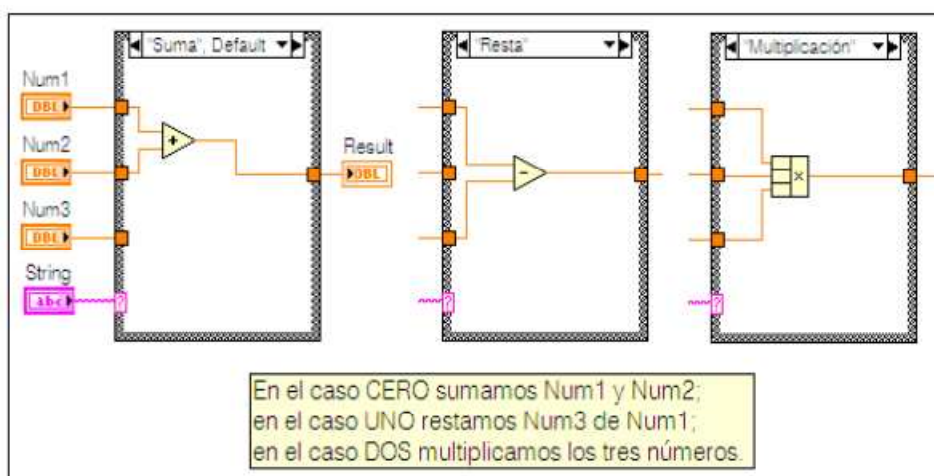 "Suma", Default
"Resta"
"Multiplicación"
Num1
DBL
Num2
DBL
Result
DBL
Num3
DBL
String
abc
?
?
?
+
-
x
En el caso CERO sumamos Num1 y Num2;
en el caso UNO restamos Num3 de Num1;
en el caso DOS multiplicamos los tres números.